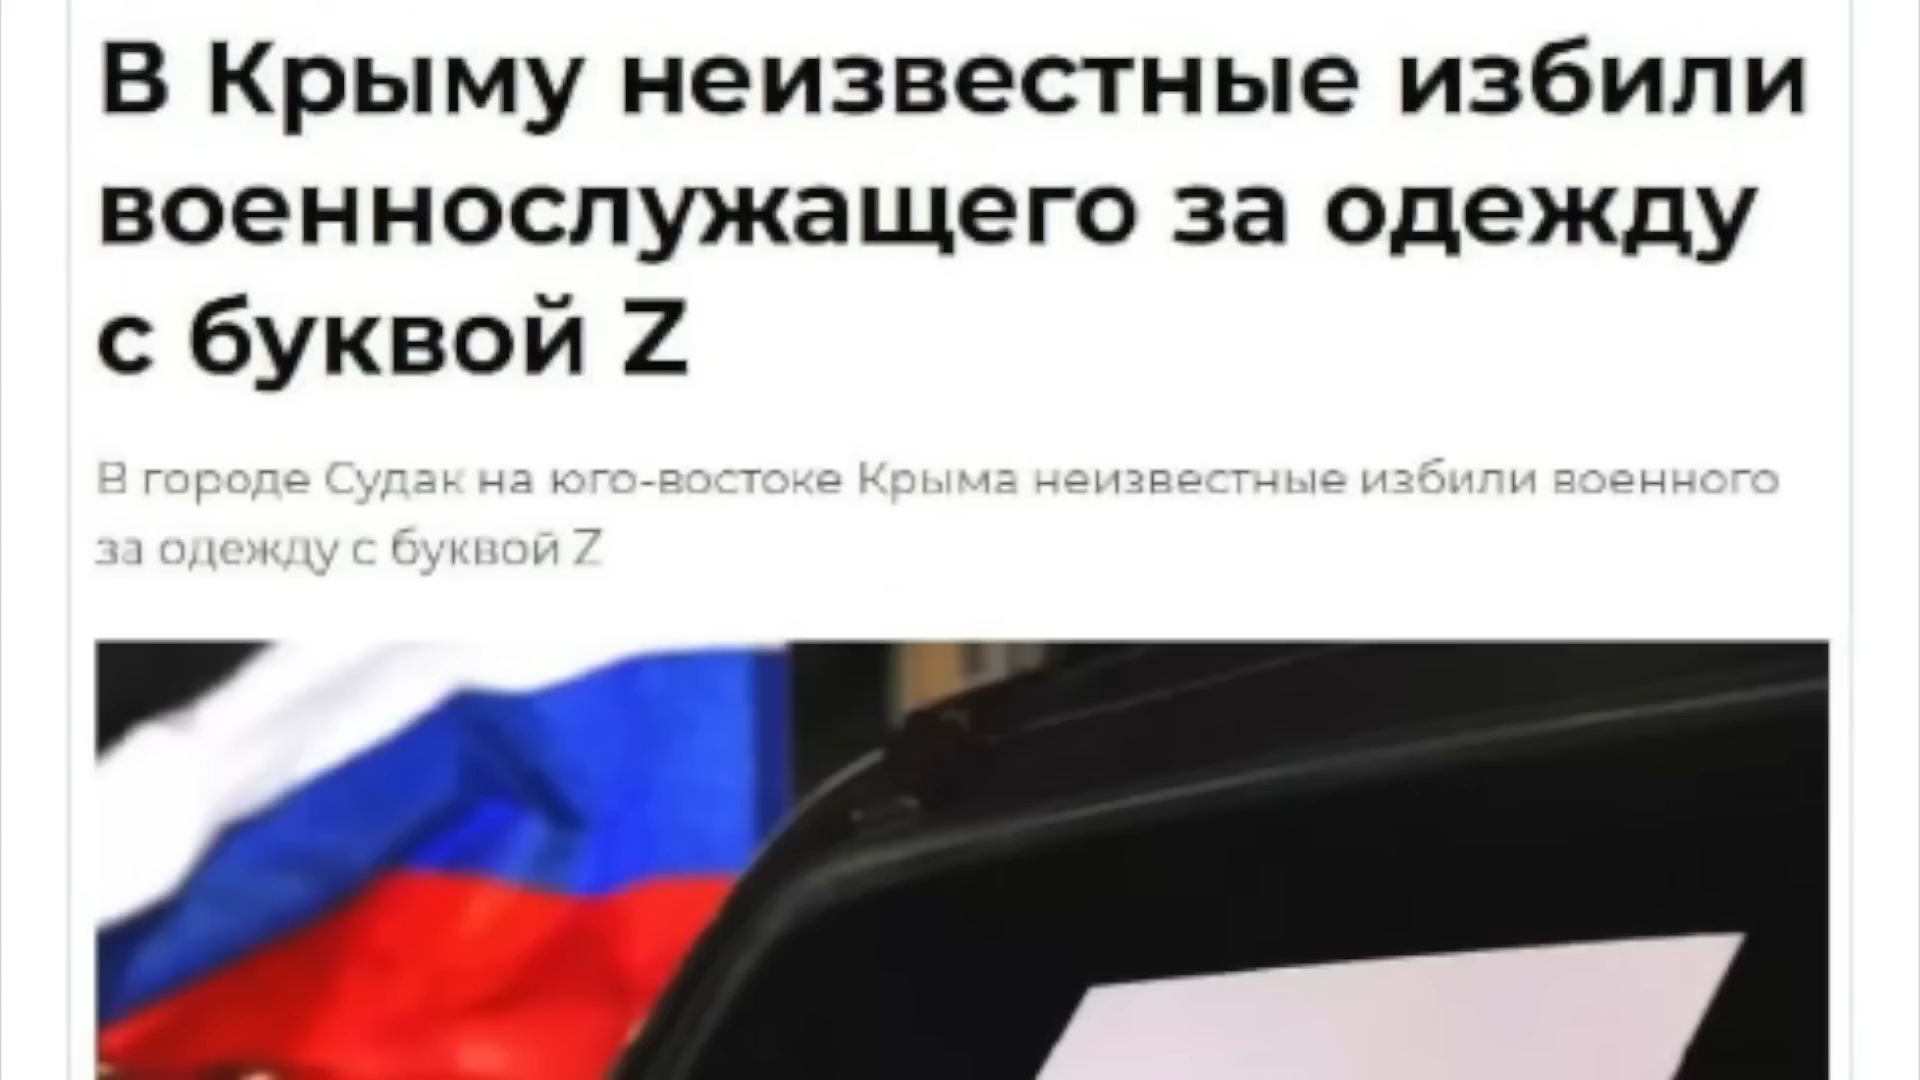 В Крыму неизвестные избили
военнослужащего за одежду
с буквой Z
В городе Судак на юго-востоке Крыма неизвестные избили военного
за одежду с буквой Z